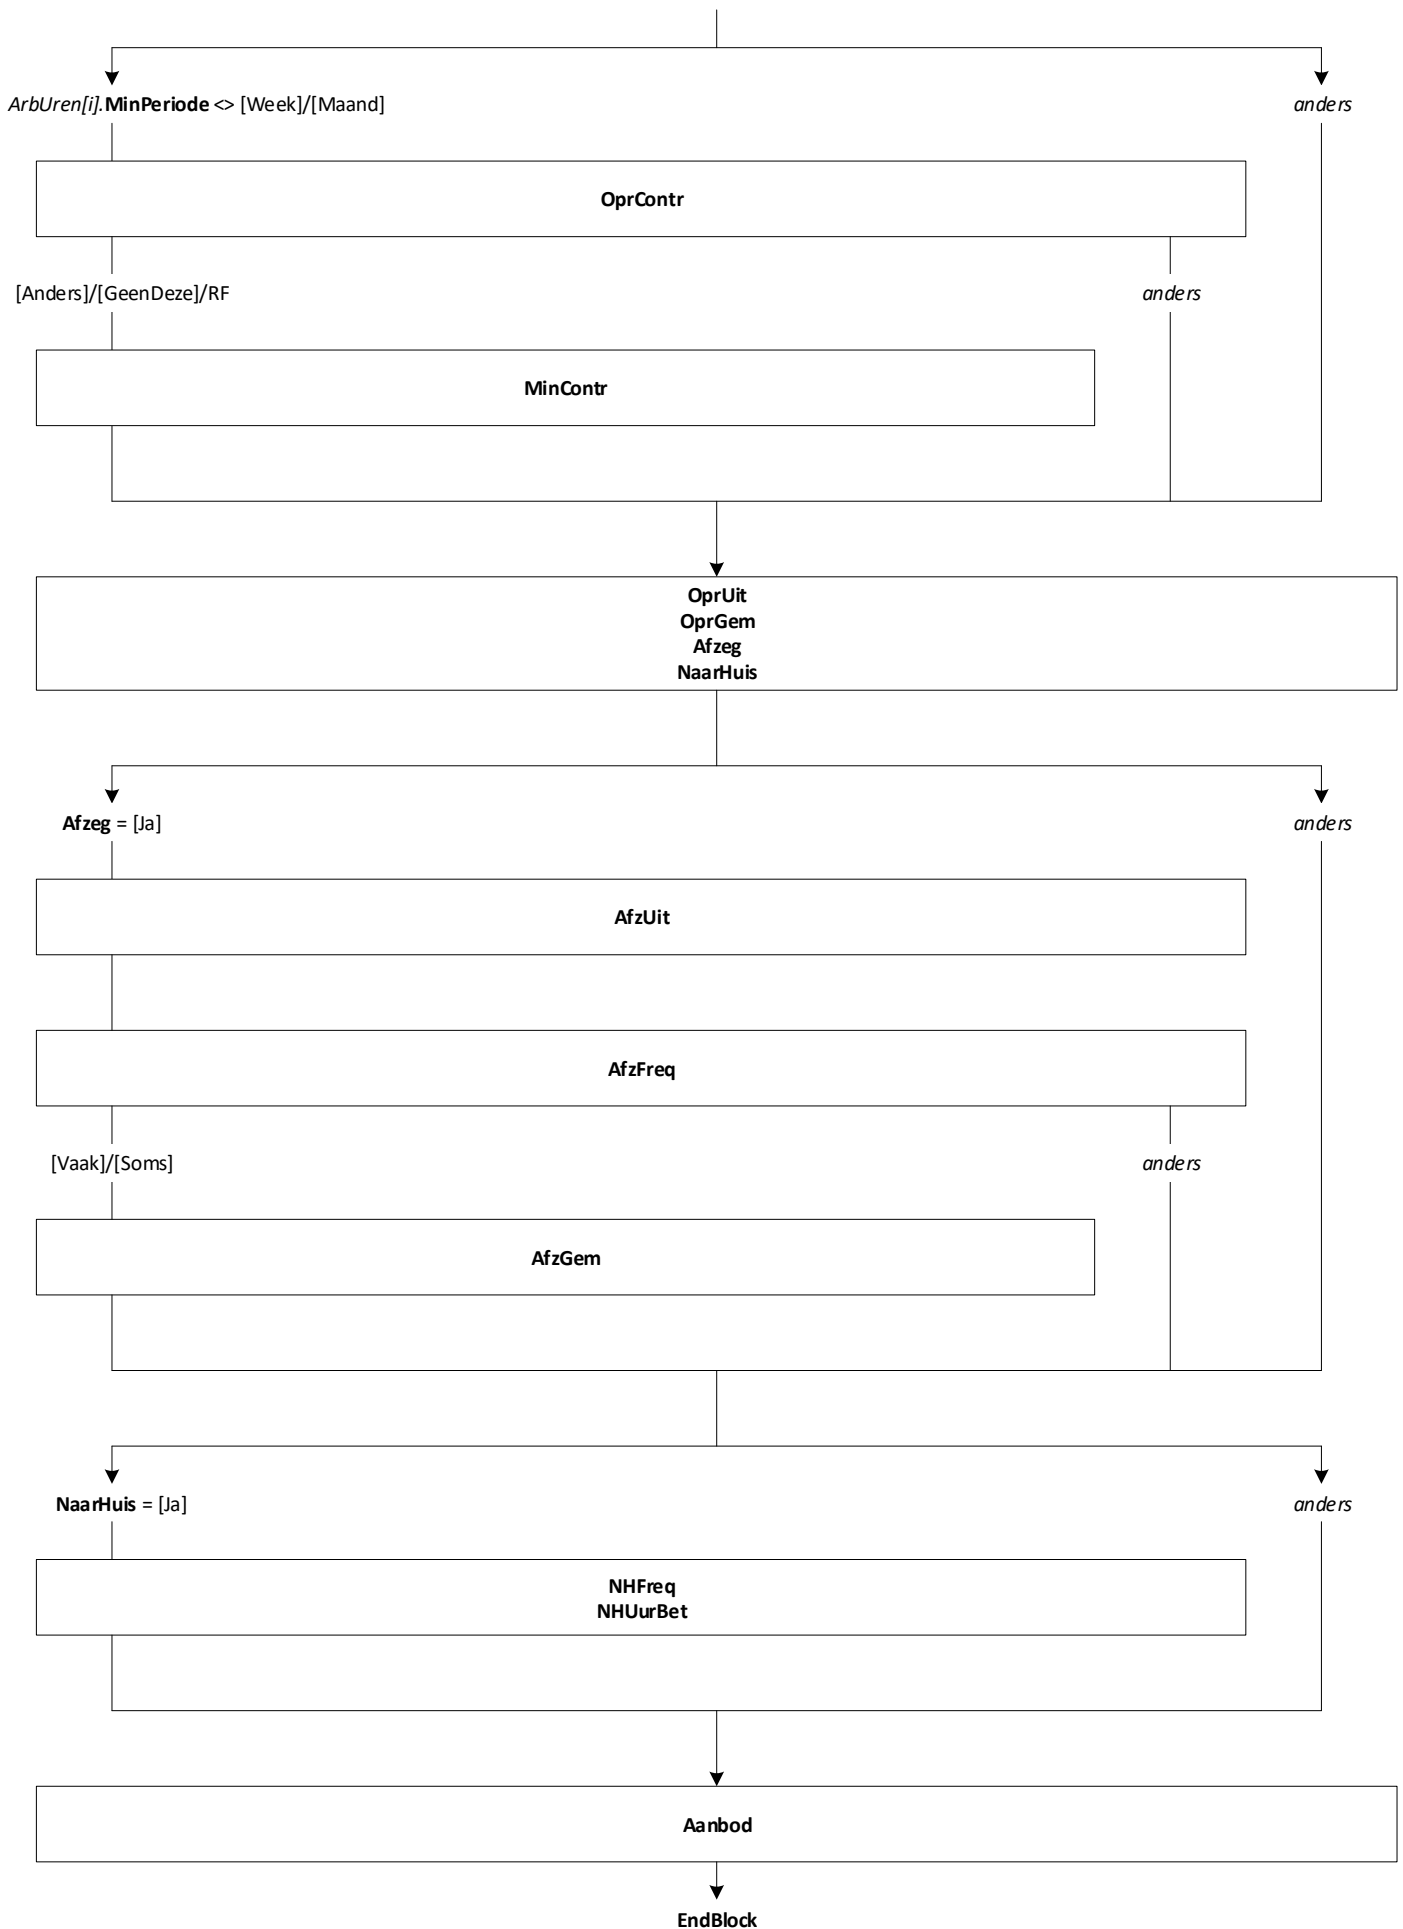 ArbUren[i].MinPeriode <> [Week]/[Maand]
anders
OprContr
[Anders]/[GeenDeze]/RF
anders
MinContr
OprUit
OprGem
Afzeg
NaarHuis
Afzeg = [Ja]
anders
AfzUit
AfzFreq
[Vaak]/[Soms]
anders
AfzGem
NaarHuis = [Ja]
anders
NHFreq
NHUurBet
Aanbod
EndBlock